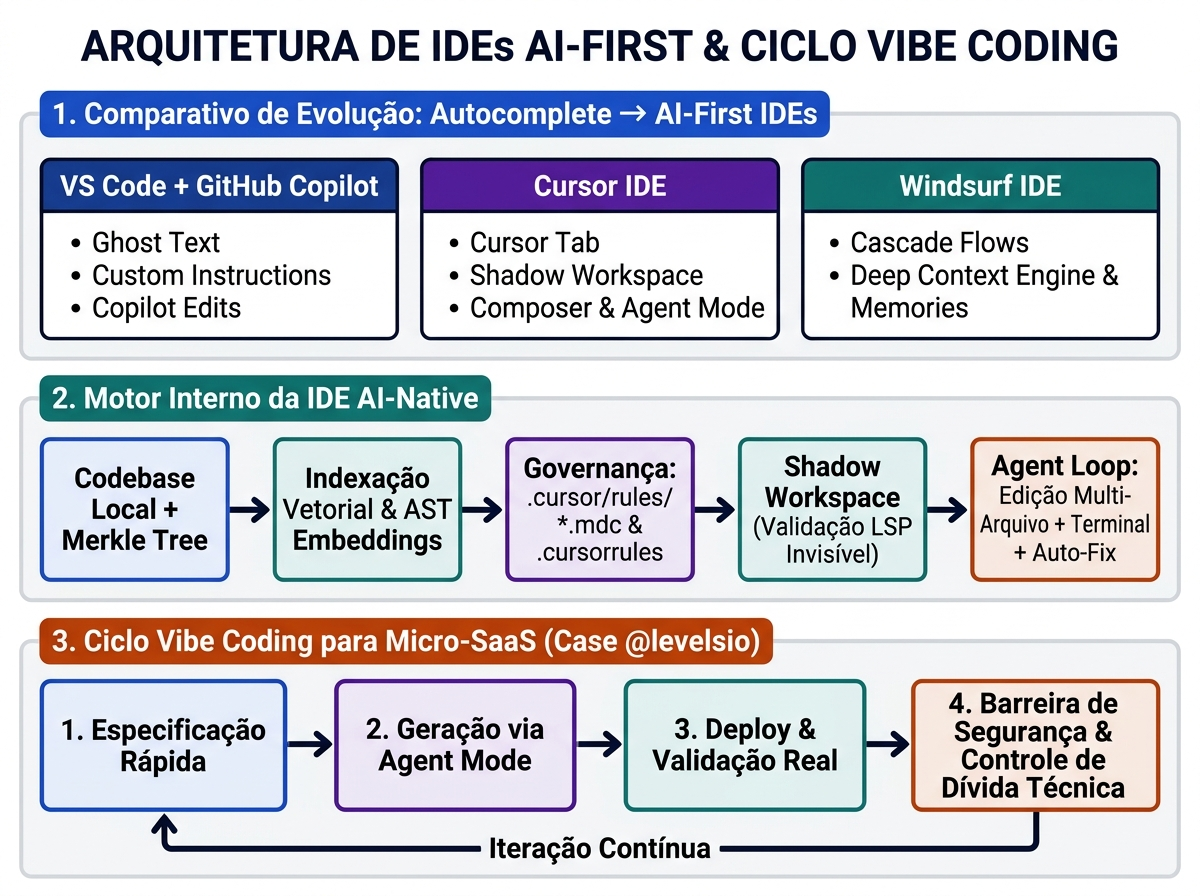 ARQUITETURA DE IDEs AI-FIRST & CICLO VIBE CODING
1. Comparativo de Evolução: Autocomplete → AI-First IDEs
VS Code + GitHub Copilot
• Ghost Text
• Custom Instructions
• Copilot Edits
Cursor IDE
• Cursor Tab
• Shadow Workspace
• Composer & Agent Mode
Windsurf IDE
• Cascade Flows
• Deep Context Engine &
Memories
2. Motor Interno da IDE AI-Native
Codebase
Local +
Merkle Tree
Indexação
Vetorial & AST
Embeddings
Governança:
.cursor/rules/
*.mdc &
.cursorrules
Shadow
Workspace
(Validação LSP
Invisível)
Agent Loop:
Edição Multi-
Arquivo + Terminal
+ Auto-Fix
3. Ciclo Vibe Coding para Micro-SaaS (Case @levelsio)
1. Especificação
Rápida
2. Geração via
Agent Mode
3. Deploy &
Validação Real
4. Barreira de
Segurança &
Controle de
Dívida Técnica
Iteração Contínua